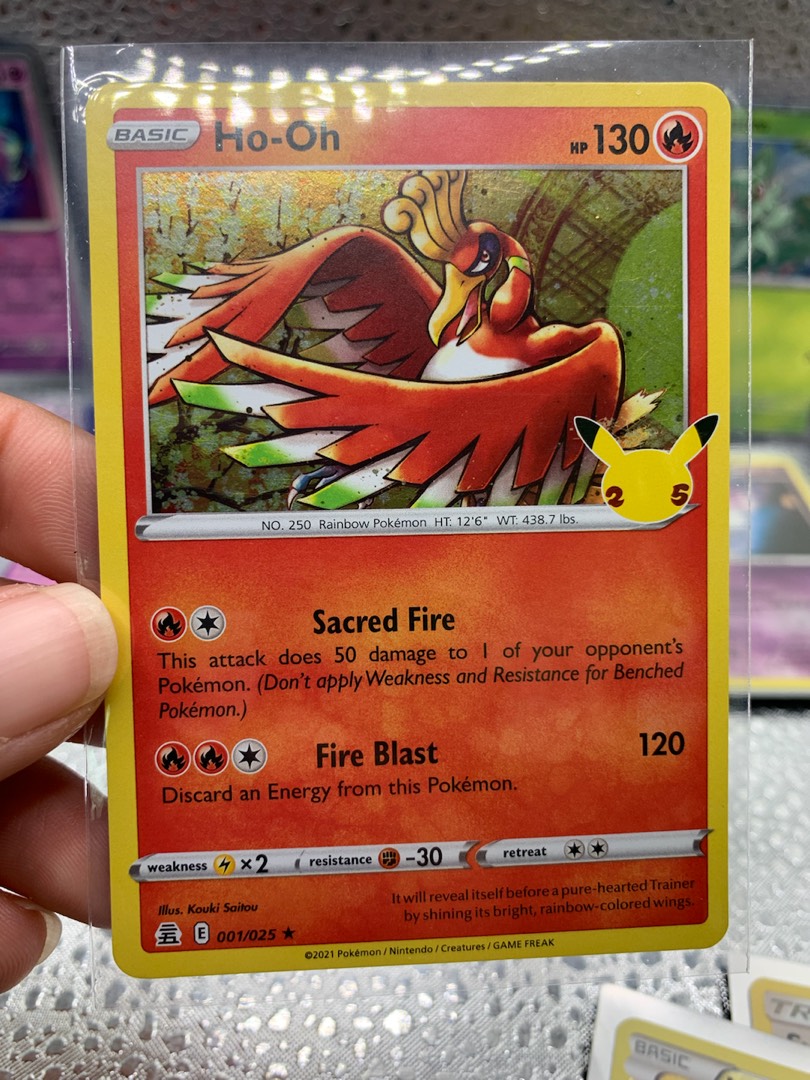 BASIC Ho-Oh HP 130
NO. 250 Rainbow Pokémon HT: 12'6" WT: 438.7 lbs.
25
Sacred Fire
This attack does 50 damage to 1 of your opponent's
Pokémon. (Don't apply Weakness and Resistance for Benched
Pokémon.)
Fire Blast 120
Discard an Energy from this Pokémon.
weakness ×2 resistance -30 retreat
Illus. Kouki Saitou
It will reveal itself before a pure-hearted Trainer
by shining its bright, rainbow-colored wings.
E 001/025 ★
©2021 Pokémon / Nintendo / Creatures / GAME FREAK
BASIC